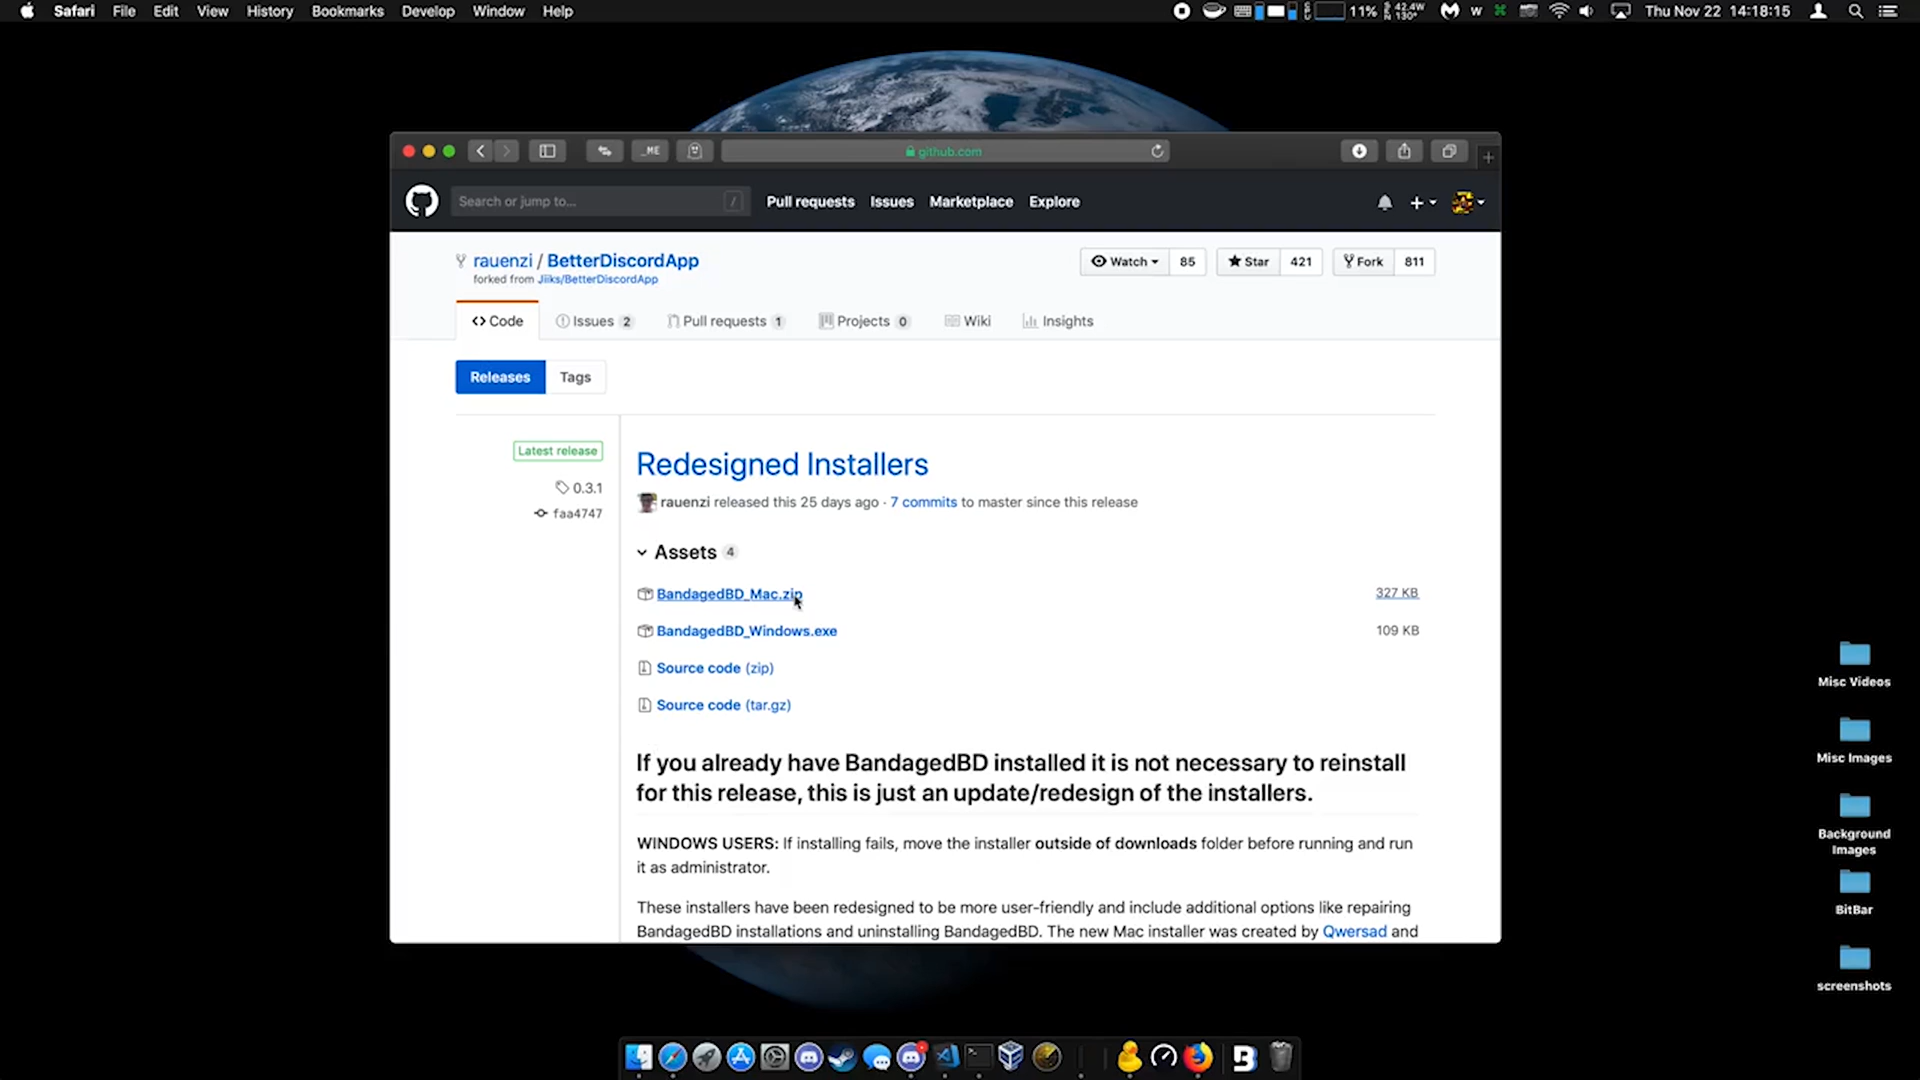 Safari File Edit View History Bookmarks Develop Window Help
11% 42.4W 130° W Thu Nov 22 14:18:15
_ME github.com
Search or jump to... / Pull requests Issues Marketplace Explore
rauenzi / BetterDiscordApp
Watch 85 Star 421 Fork 811
forked from Jiiks/BetterDiscordApp
Code Issues 2 Pull requests 1 Projects 0 Wiki Insights
Releases Tags
Latest release
0.3.1
faa4747
Redesigned Installers
rauenzi released this 25 days ago · 7 commits to master since this release
Assets 4
BandagedBD_Mac.zip 327 KB
BandagedBD_Windows.exe 109 KB
Source code (zip)
Source code (tar.gz)
If you already have BandagedBD installed it is not necessary to reinstall
for this release, this is just an update/redesign of the installers.
WINDOWS USERS: If installing fails, move the installer outside of downloads folder before running and run
it as administrator.
These installers have been redesigned to be more user-friendly and include additional options like repairing
BandagedBD installations and uninstalling BandagedBD. The new Mac installer was created by Qwersad and
Misc Videos
Misc Images
Background
Images
BitBar
screenshots